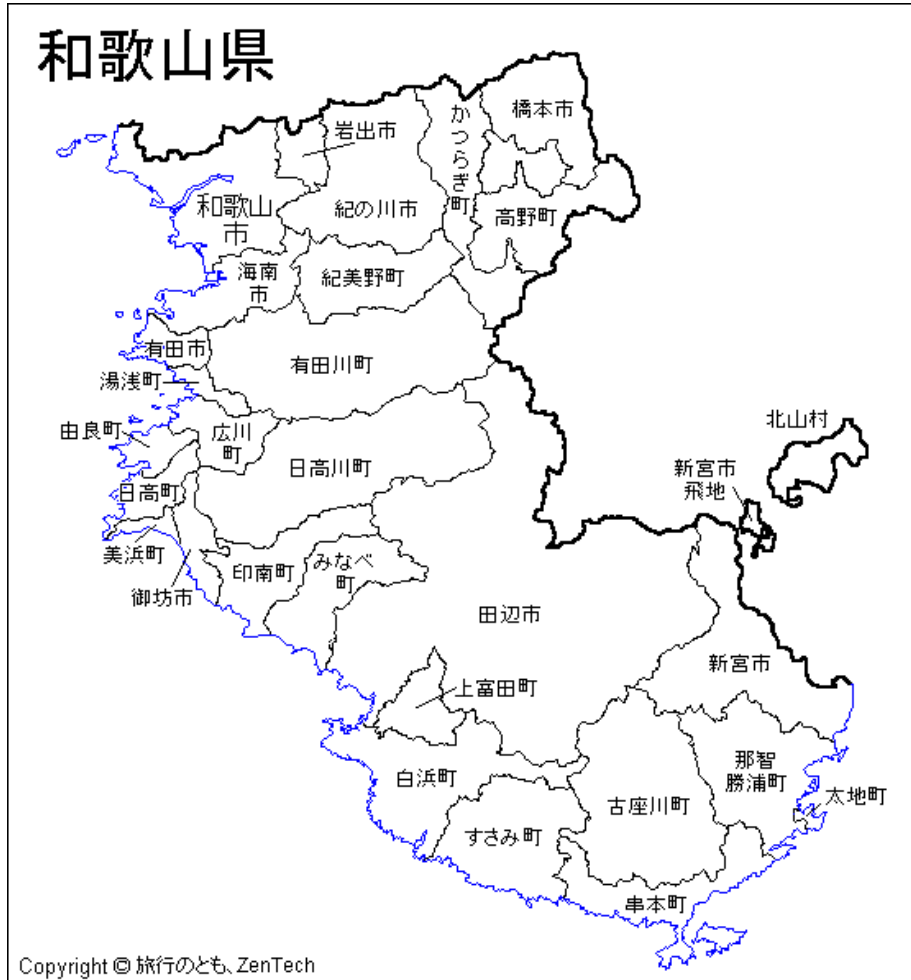 和歌山県
橋本市
岩出市
かつらぎ町
和歌山
市
紀の川市
高野町
海南
市
紀美野町
有田市
有田川町
湯浅町
北山村
由良町
広川
町
日高川町
新宮市
飛地
日高町
美浜町
印南町
みなべ
町
御坊市
田辺市
新宮市
上富田町
白浜町
那智
勝浦町
太地町
古座川町
すさみ町
串本町
Copyright © 旅行のとも、ZenTech